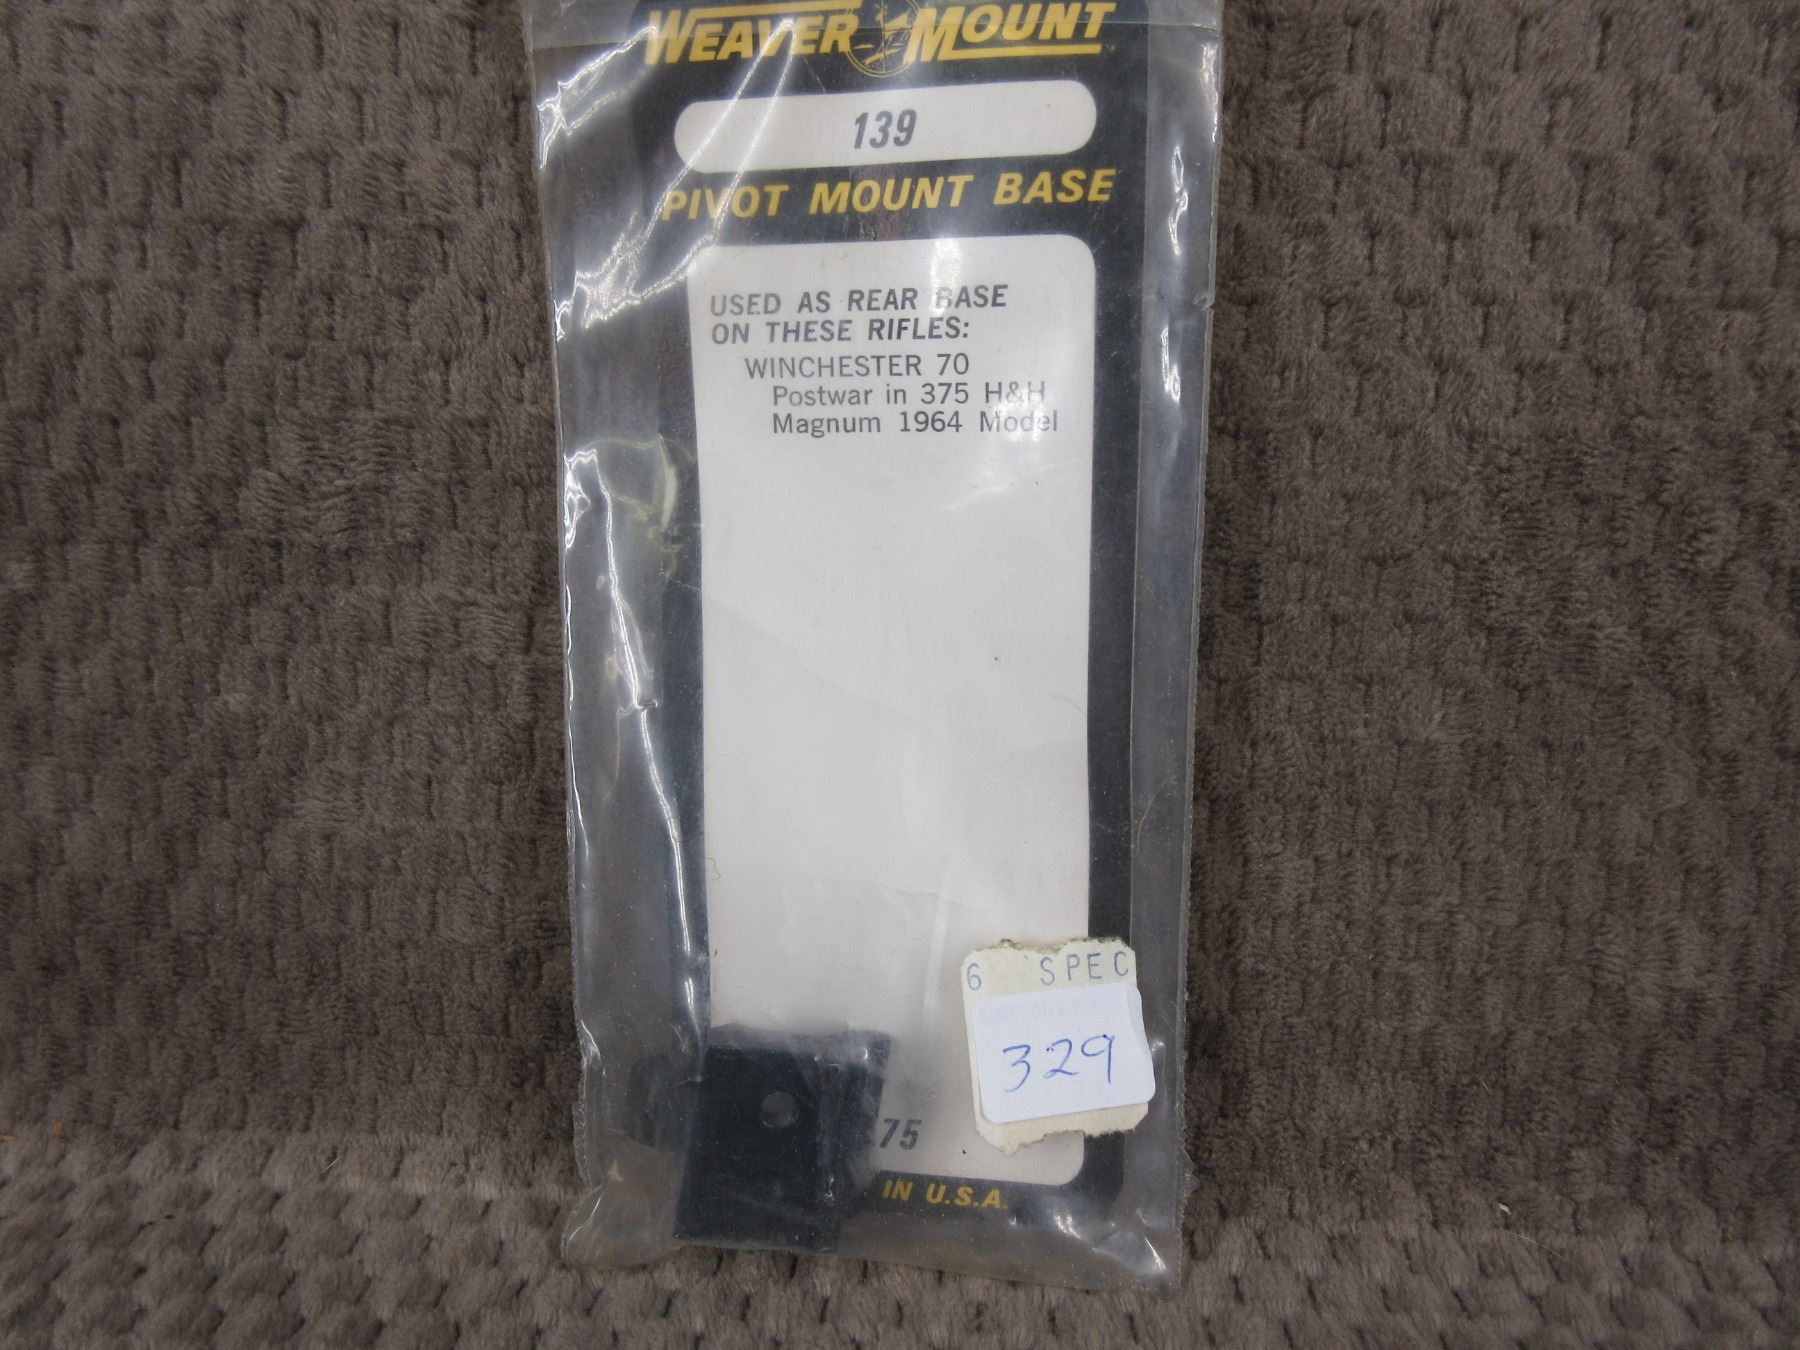 WEAVER MOUNT
139
PIVOT MOUNT BASE
USED AS REAR BASE
ON THESE RIFLES:
WINCHESTER 70
Postwar in 375 H&H
Magnum 1964 Model
6 SPEC
329
75
IN U.S.A.